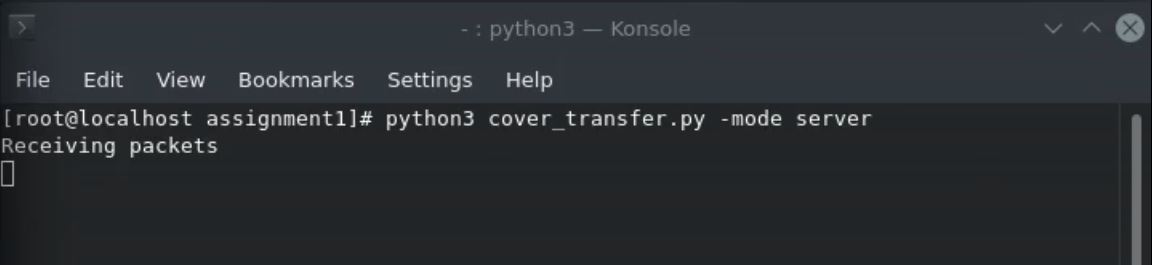 - : python3 — Konsole
File Edit View Bookmarks Settings Help
[root@localhost assignment1]# python3 cover_transfer.py -mode server
Receiving packets